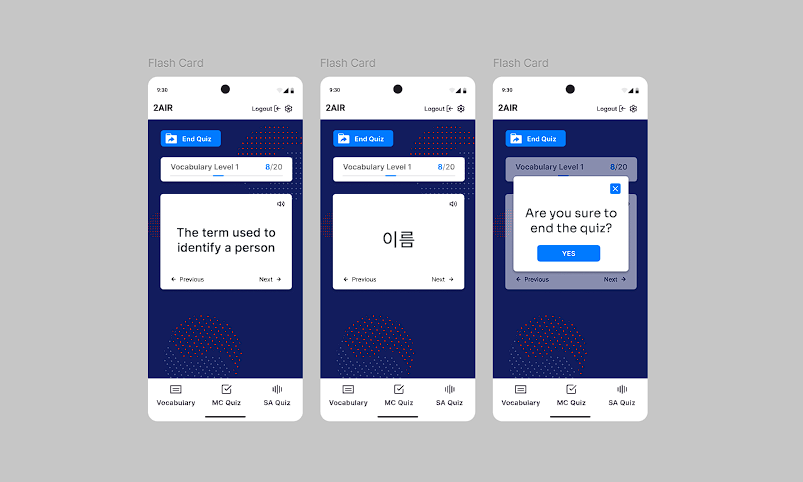 Flash Card
9:30
2AIR
Logout
End Quiz
Vocabulary Level 1
8/20
The term used to
identify a person
Previous
Next
Vocabulary
MC Quiz
SA Quiz
Flash Card
9:30
2AIR
Logout
End Quiz
Vocabulary Level 1
8/20
이름
Previous
Next
Vocabulary
MC Quiz
SA Quiz
Flash Card
9:30
2AIR
Logout
End Quiz
Vocabulary Level 1
8/20
Are you sure to
end the quiz?
YES
Previous
Next
Vocabulary
MC Quiz
SA Quiz